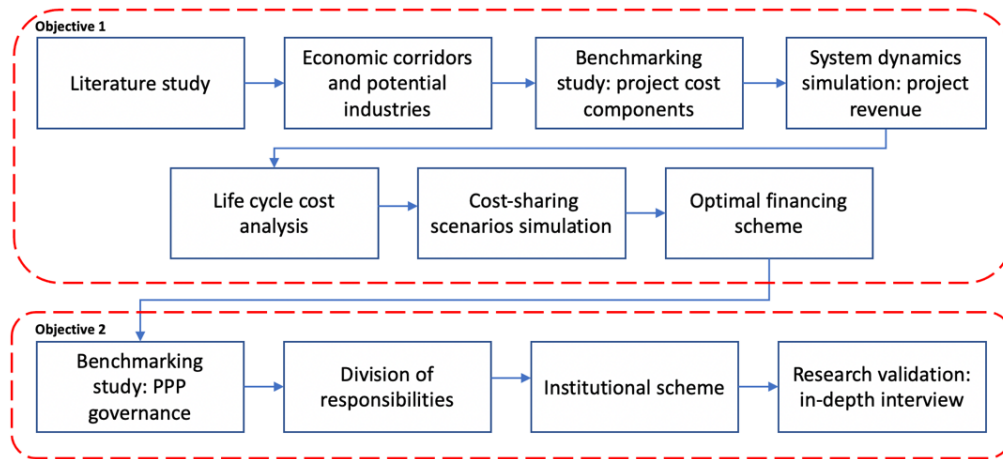 Objective 1
Literature study
Economic corridors
and potential
industries
Benchmarking
study: project cost
components
System dynamics
simulation: project
revenue
Life cycle cost
analysis
Cost-sharing
scenarios simulation
Optimal financing
scheme
Objective 2
Benchmarking
study: PPP
governance
Division of
responsibilities
Institutional scheme
Research validation:
in-depth interview